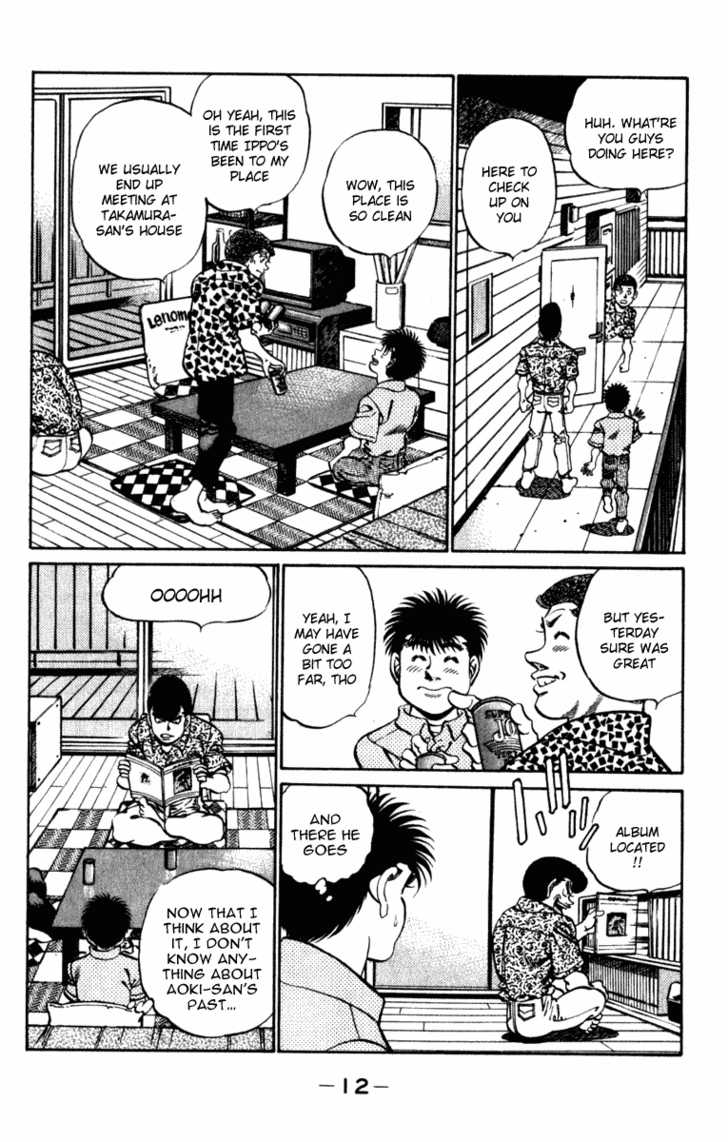 HUH. WHAT'RE
YOU GUYS
DOING HERE?
HERE TO
CHECK
UP ON
YOU
WOW, THIS
PLACE IS
SO CLEAN
OH YEAH, THIS
IS THE FIRST
TIME IPPO'S
BEEN TO MY
PLACE
WE USUALLY
END UP
MEETING AT
TAKAMURA-
SAN'S HOUSE
BUT YES-
TERDAY
SURE WAS
GREAT
YEAH, I
MAY HAVE
GONE A
BIT TOO
FAR, THO
ALBUM
LOCATED
!!
AND
THERE HE
GOES
OOOOHH
NOW THAT I
THINK ABOUT
IT, I DON'T
KNOW ANY-
THING ABOUT
AOKI-SAN'S
PAST...
-12-